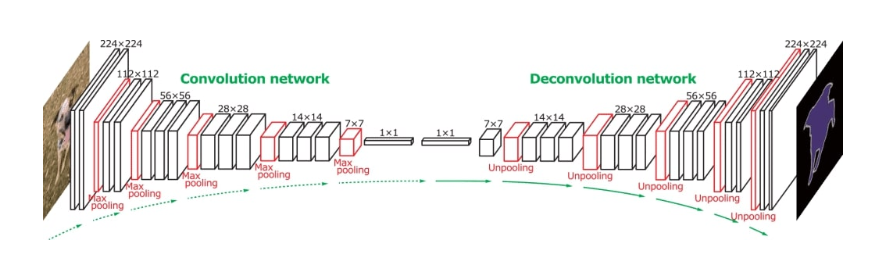 224×224
112×112
56×56
28×28
14×14
7×7
1×1
1×1
7×7
14×14
28×28
56×56
112×112
224×224
Convolution network
Deconvolution network
Max
pooling
Max
pooling
Max
pooling
Max
pooling
Max
pooling
Unpooling
Unpooling
Unpooling
Unpooling
Unpooling